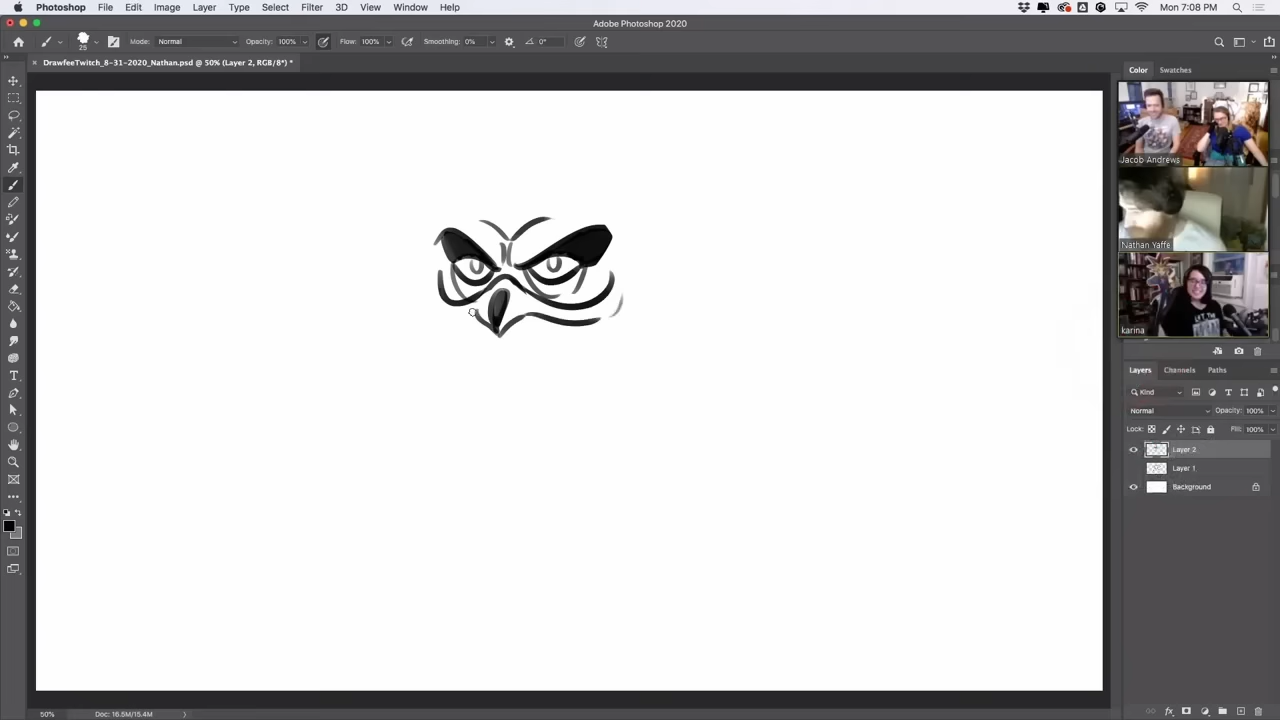 Photoshop File Edit Image Layer Type Select Filter 3D View Window Help Mon 7:08 PM
Adobe Photoshop 2020
25 Mode: Normal Opacity: 100% Flow: 100% Smoothing: 0% 0°
DrawfeeTwitch_8-31-2020_Nathan.psd @ 50% (Layer 2, RGB/8*) *
Color Swatches
Jacob Andrews
Nathan Yaffe
LET THE
karina
Layers Channels Paths
Kind
Normal Opacity: 100%
Lock: Fill: 100%
Layer 2
Layer 1
Background
50% Doc: 16.5M/15.4M